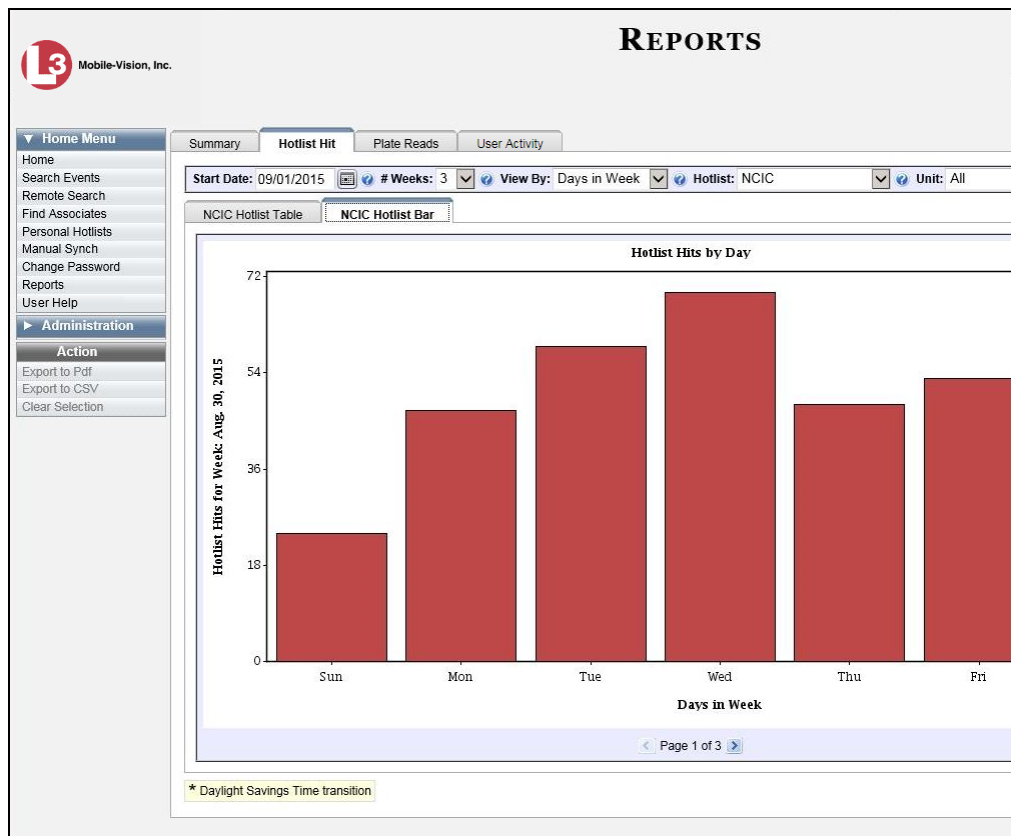 REPORTS
L3 Mobile-Vision, Inc.
Home Menu
Home
Search Events
Remote Search
Find Associates
Personal Hotlists
Manual Synch
Change Password
Reports
User Help
Administration
Action
Export to Pdf
Export to CSV
Clear Selection
Summary Hotlist Hit Plate Reads User Activity
Start Date: 09/01/2015 # Weeks: 3 View By: Days in Week Hotlist: NCIC Unit: All
NCIC Hotlist Table NCIC Hotlist Bar
Hotlist Hits by Day
Hotlist Hits for Week: Aug. 30, 2015
72
54
36
18
0
Sun Mon Tue Wed Thu Fri
Days in Week
< Page 1 of 3 >
* Daylight Savings Time transition